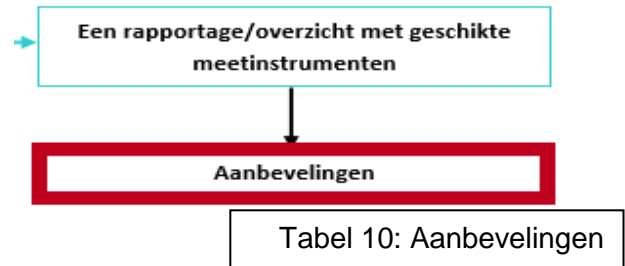 Een rapportage/overzicht met geschikte
meetinstrumenten
Aanbevelingen
Tabel 10: Aanbevelingen